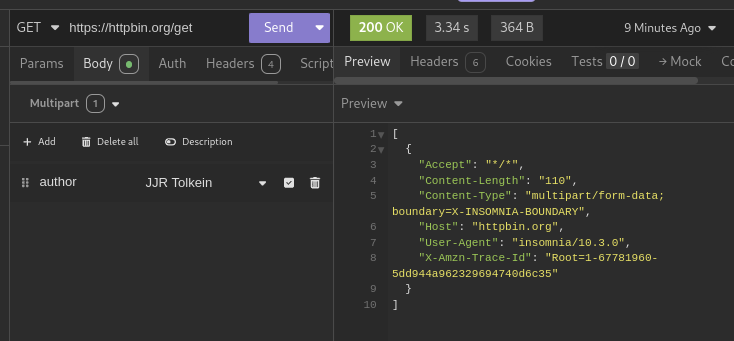 GET https://httpbin.org/get Send
Params Body Auth Headers 4 Script
Multipart 1
Add Delete all Description
author JJR Tolkein
200 OK 3.34 s 364 B 9 Minutes Ago
Preview Headers 6 Cookies Tests 0 / 0 → Mock Co
Preview
1 [
2 {
3 "Accept": "*/*",
4 "Content-Length": "110",
5 "Content-Type": "multipart/form-data;
boundary=X-INSOMNIA-BOUNDARY",
6 "Host": "httpbin.org",
7 "User-Agent": "insomnia/10.3.0",
8 "X-Amzn-Trace-Id": "Root=1-67781960-
5dd944a962329694740d6c35"
9 }
10 ]